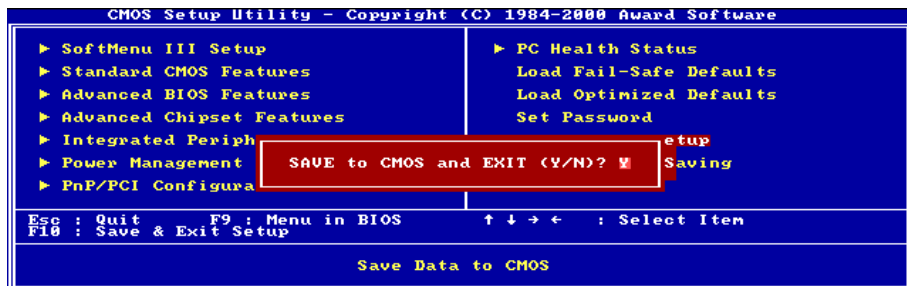 CMOS Setup Utility - Copyright (C) 1984-2000 Award Software
► SoftMenu III Setup
► Standard CMOS Features
► Advanced BIOS Features
► Advanced Chipset Features
► Integrated Periph
► Power Management
► PnP/PCI Configura
► PC Health Status
Load Fail-Safe Defaults
Load Optimized Defaults
Set Password
etup
Saving
SAVE to CMOS and EXIT (Y/N)? Y
Esc : Quit F9 : Menu in BIOS ↑ ↓ → ← : Select Item
F10 : Save & Exit Setup
Save Data to CMOS